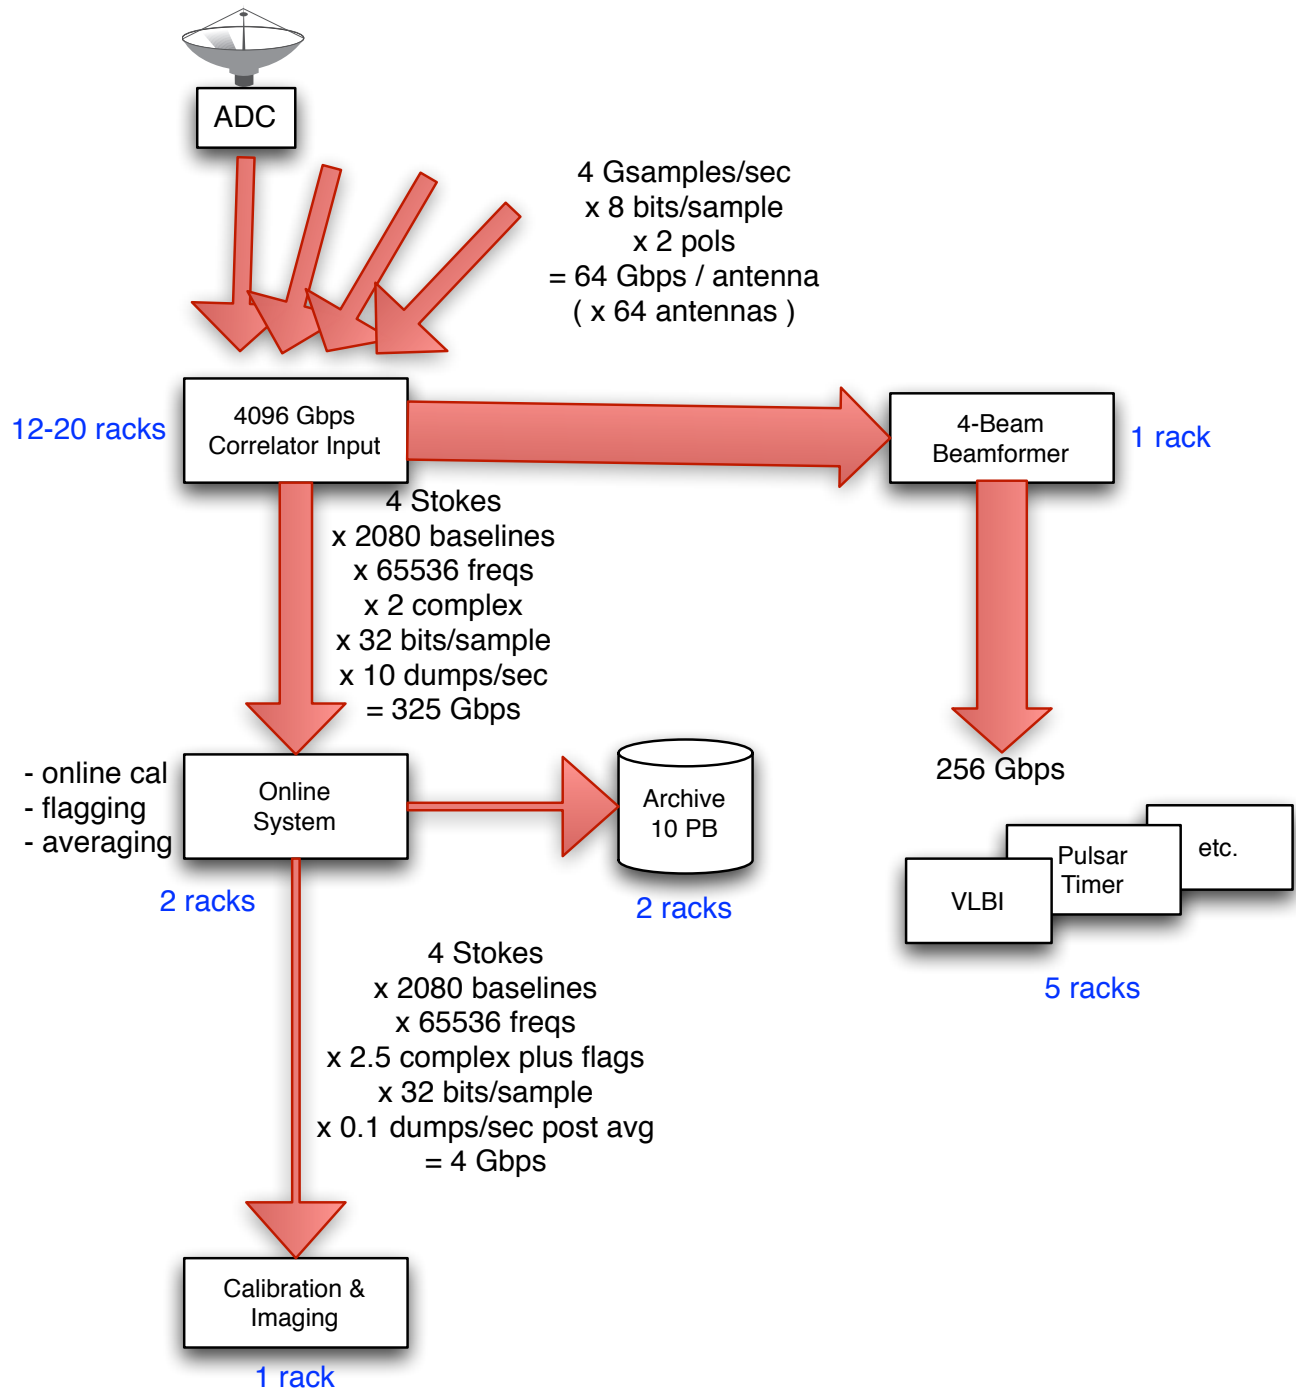 ADC
4 Gsamples/sec
x 8 bits/sample
x 2 pols
= 64 Gbps / antenna
( x 64 antennas )
12-20 racks
4096 Gbps
Correlator Input
4-Beam
Beamformer
1 rack
4 Stokes
x 2080 baselines
x 65536 freqs
x 2 complex
x 32 bits/sample
x 10 dumps/sec
= 325 Gbps
256 Gbps
- online cal
- flagging
- averaging
Online
System
2 racks
Archive
10 PB
2 racks
VLBI
Pulsar
Timer
etc.
5 racks
4 Stokes
x 2080 baselines
x 65536 freqs
x 2.5 complex plus flags
x 32 bits/sample
x 0.1 dumps/sec post avg
= 4 Gbps
Calibration &
Imaging
1 rack